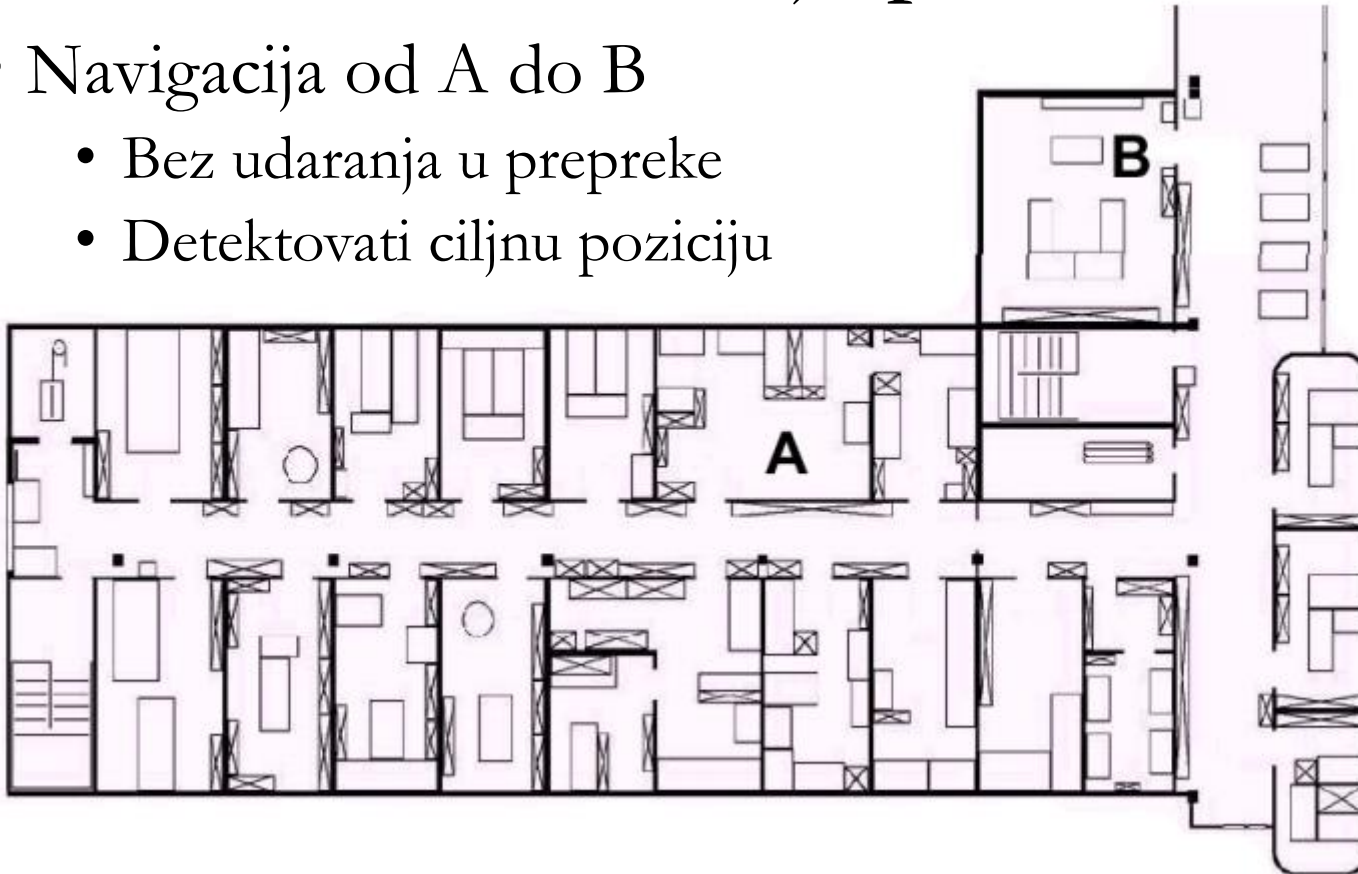 • Navigacija od A do B
• Bez udaranja u prepreke
• Detektovati ciljnu poziciju
B
A